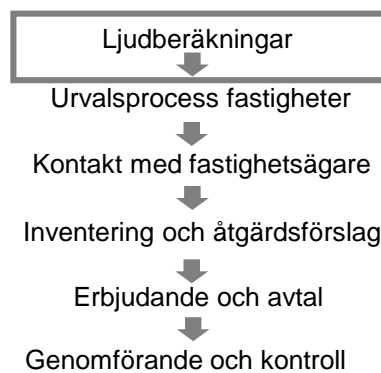 Ljudberäkningar
Urvalsprocess fastigheter
Kontakt med fastighetsägare
Inventering och åtgärdsförslag
Erbjudande och avtal
Genomförande och kontroll